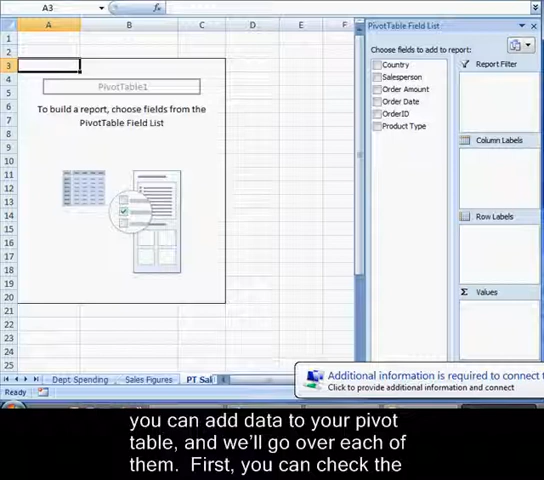 A3
fx
PivotTable Field List
A B C D E F
Choose fields to add to report:
Country
Salesperson
Order Amount
Order Date
OrderID
Product Type
Report Filter
Column Labels
Row Labels
Σ Values
1
2
3
4
5
6
7
8
9
10
11
12
13
14
15
16
17
18
19
20
21
22
23
24
25
PivotTable1
To build a report, choose fields from the
PivotTable Field List
Dept Spending Sales Figures PT Sal
Ready
Additional information is required to connect t
Click to provide additional information and connect
you can add data to your pivot
table, and we'll go over each of
them. First, you can check the